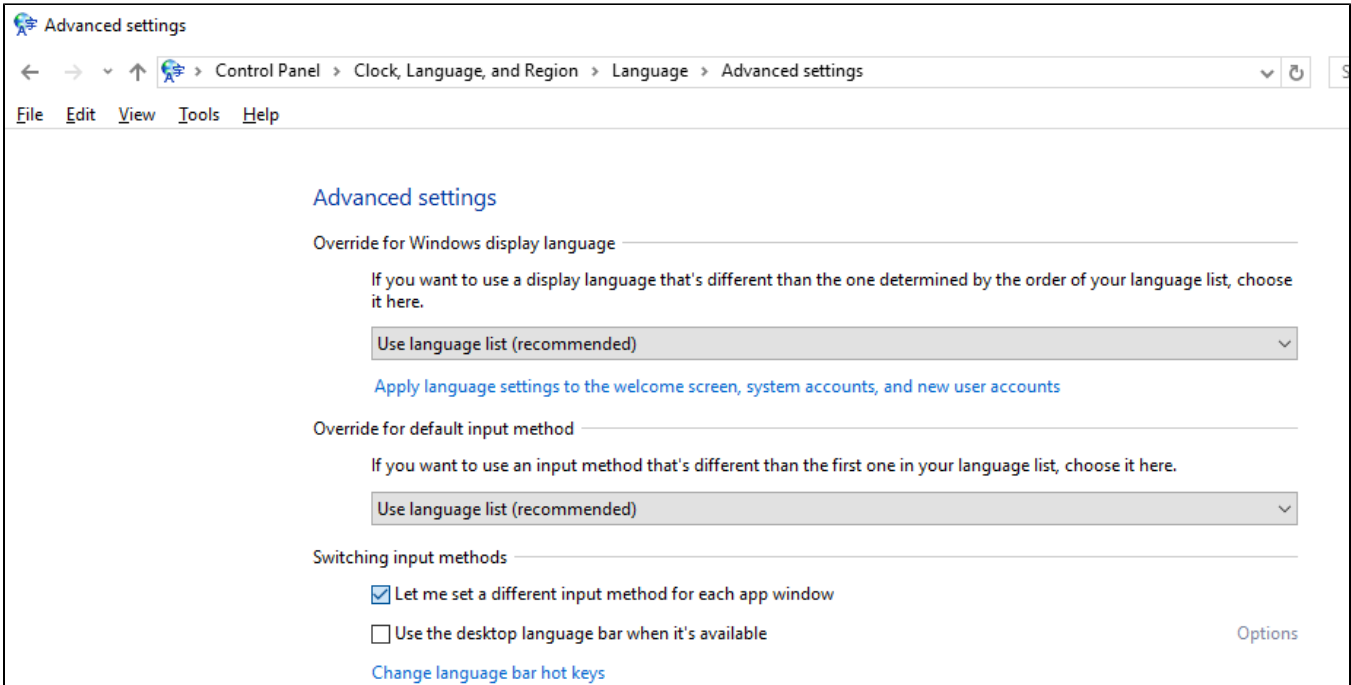 Advanced settings
Control Panel > Clock, Language, and Region > Language > Advanced settings
File Edit View Tools Help
Advanced settings
Override for Windows display language
If you want to use a display language that's different than the one determined by the order of your language list, choose
it here.
Use language list (recommended)
Apply language settings to the welcome screen, system accounts, and new user accounts
Override for default input method
If you want to use an input method that's different than the first one in your language list, choose it here.
Use language list (recommended)
Switching input methods
Let me set a different input method for each app window
Use the desktop language bar when it's available Options
Change language bar hot keys